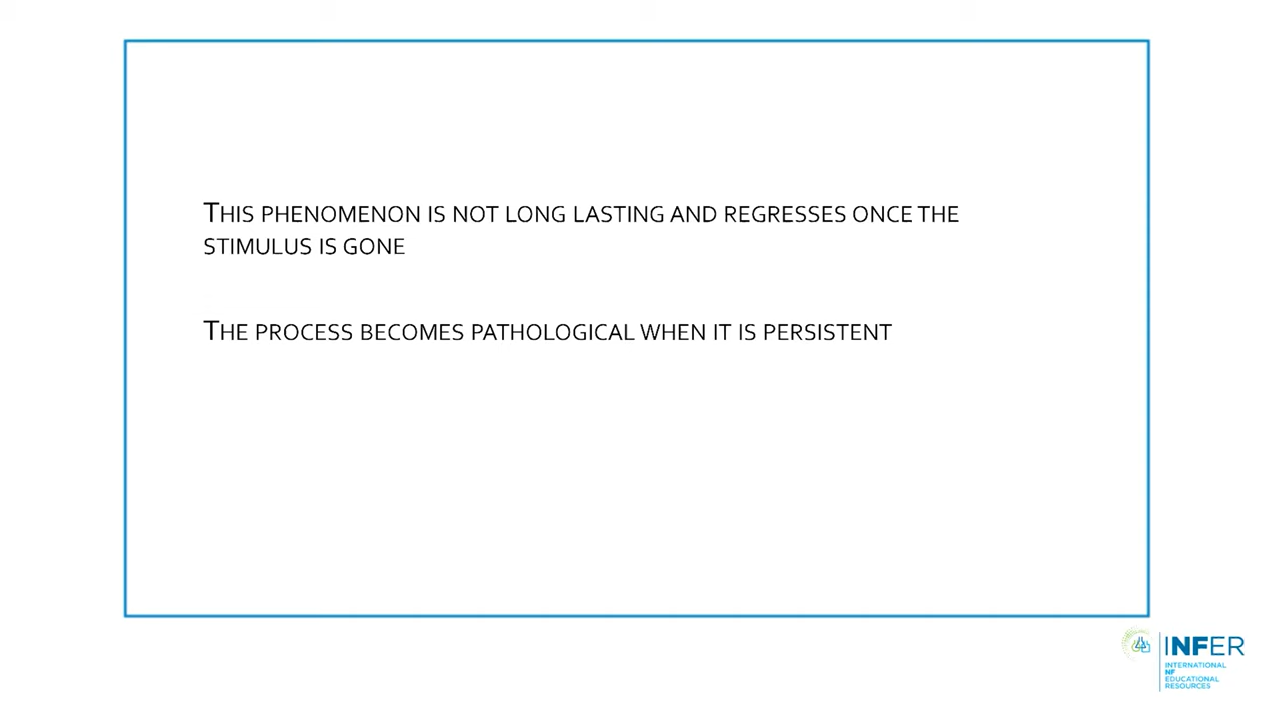 THIS PHENOMENON IS NOT LONG LASTING AND REGRESSES ONCE THE
STIMULUS IS GONE
THE PROCESS BECOMES PATHOLOGICAL WHEN IT IS PERSISTENT
INFER
INTERNATIONAL
NF
EDUCATIONAL
RESOURCES